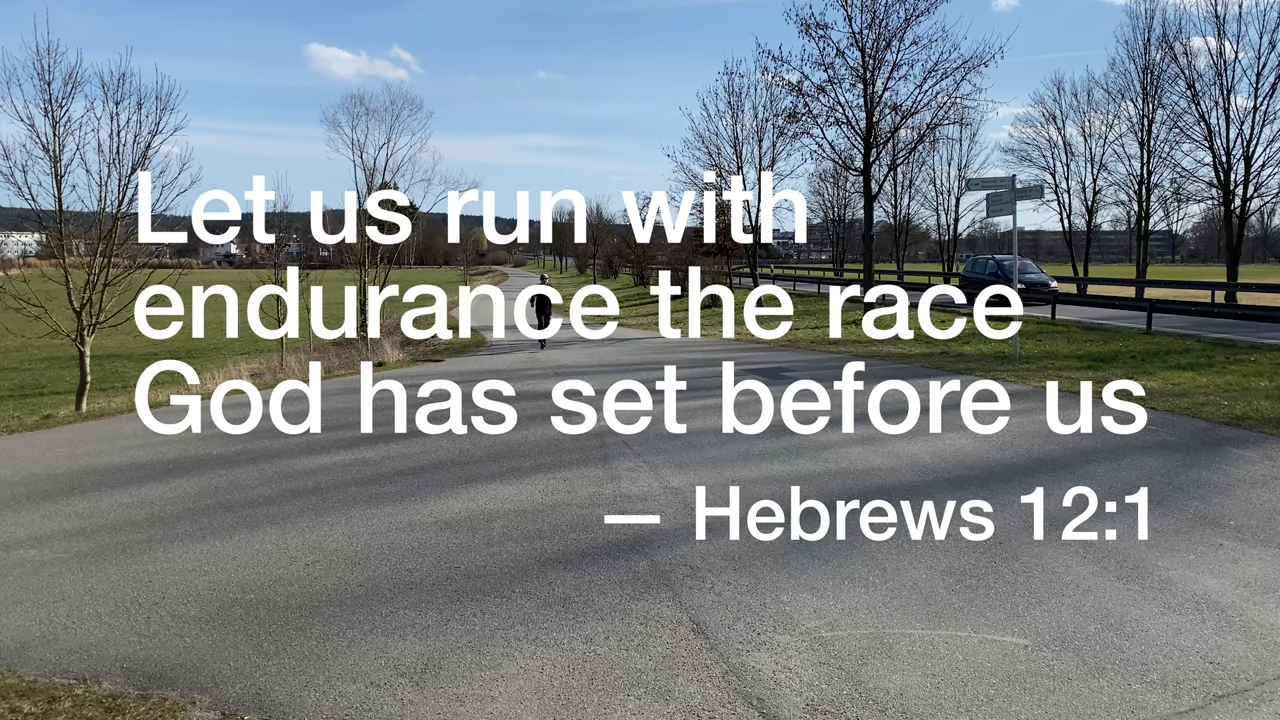 Let us run with
endurance the race
God has set before us
— Hebrews 12:1